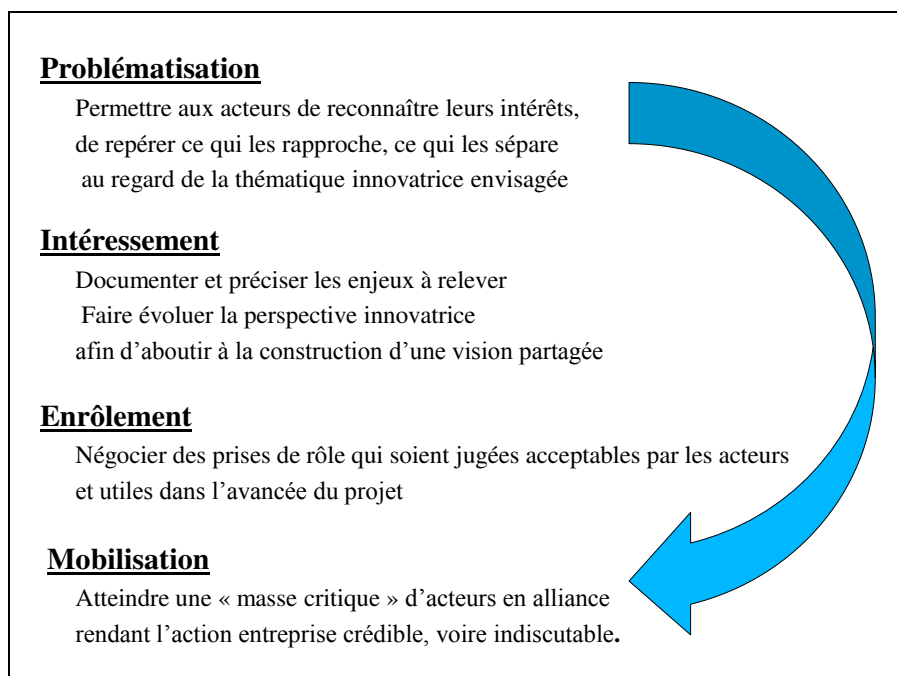 Problématisation
Permettre aux acteurs de reconnaître leurs intérêts,
de repérer ce qui les rapproche, ce qui les sépare
au regard de la thématique innovatrice envisagée
Intéressement
Documenter et préciser les enjeux à relever
Faire évoluer la perspective innovatrice
afin d’aboutir à la construction d’une vision partagée
Enrôlement
Négocier des prises de rôle qui soient jugées acceptables par les acteurs
et utiles dans l’avancée du projet
Mobilisation
Atteindre une « masse critique » d’acteurs en alliance
rendant l’action entreprise crédible, voire indiscutable.